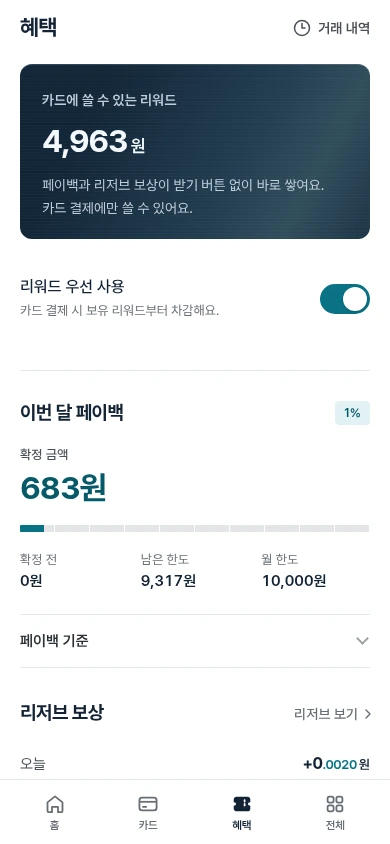 혜택
거래 내역
카드에 쓸 수 있는 리워드
4,963원
페이백과 리저브 보상이 받기 버튼 없이 바로 쌓여요.
카드 결제에만 쓸 수 있어요.
리워드 우선 사용
카드 결제 시 보유 리워드부터 차감해요.
이번 달 페이백
1%
확정 금액
683원
확정 전
남은 한도
월 한도
0원
9,317원
10,000원
페이백 기준
리저브 보상
리저브 보기
오늘
+0.0020원
홈
카드
혜택
전체